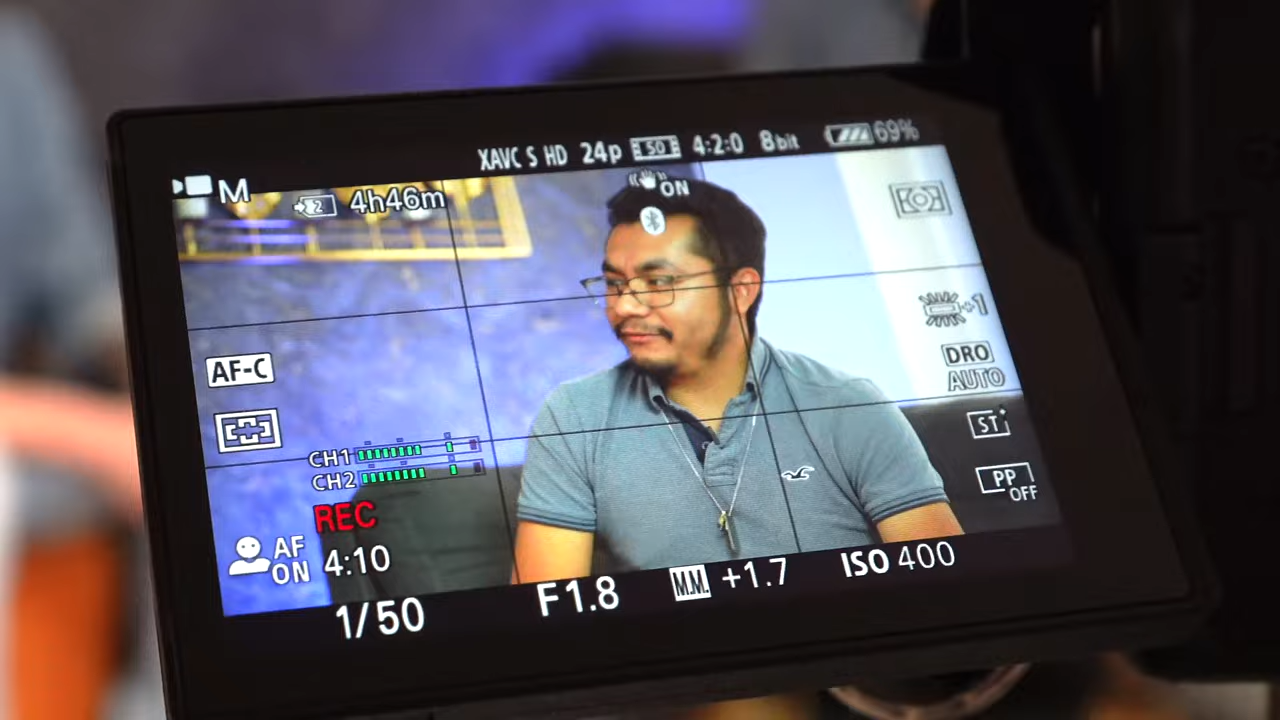 XAVC S HD 24p 50 4:2:0 8bit 69%
M 2 4h46m ON
+1
AF-C
DRO
AUTO
ST
CH1
CH2
PP
OFF
REC
AF
ON
4:10
1/50 F1.8 M.M. +1.7 ISO 400